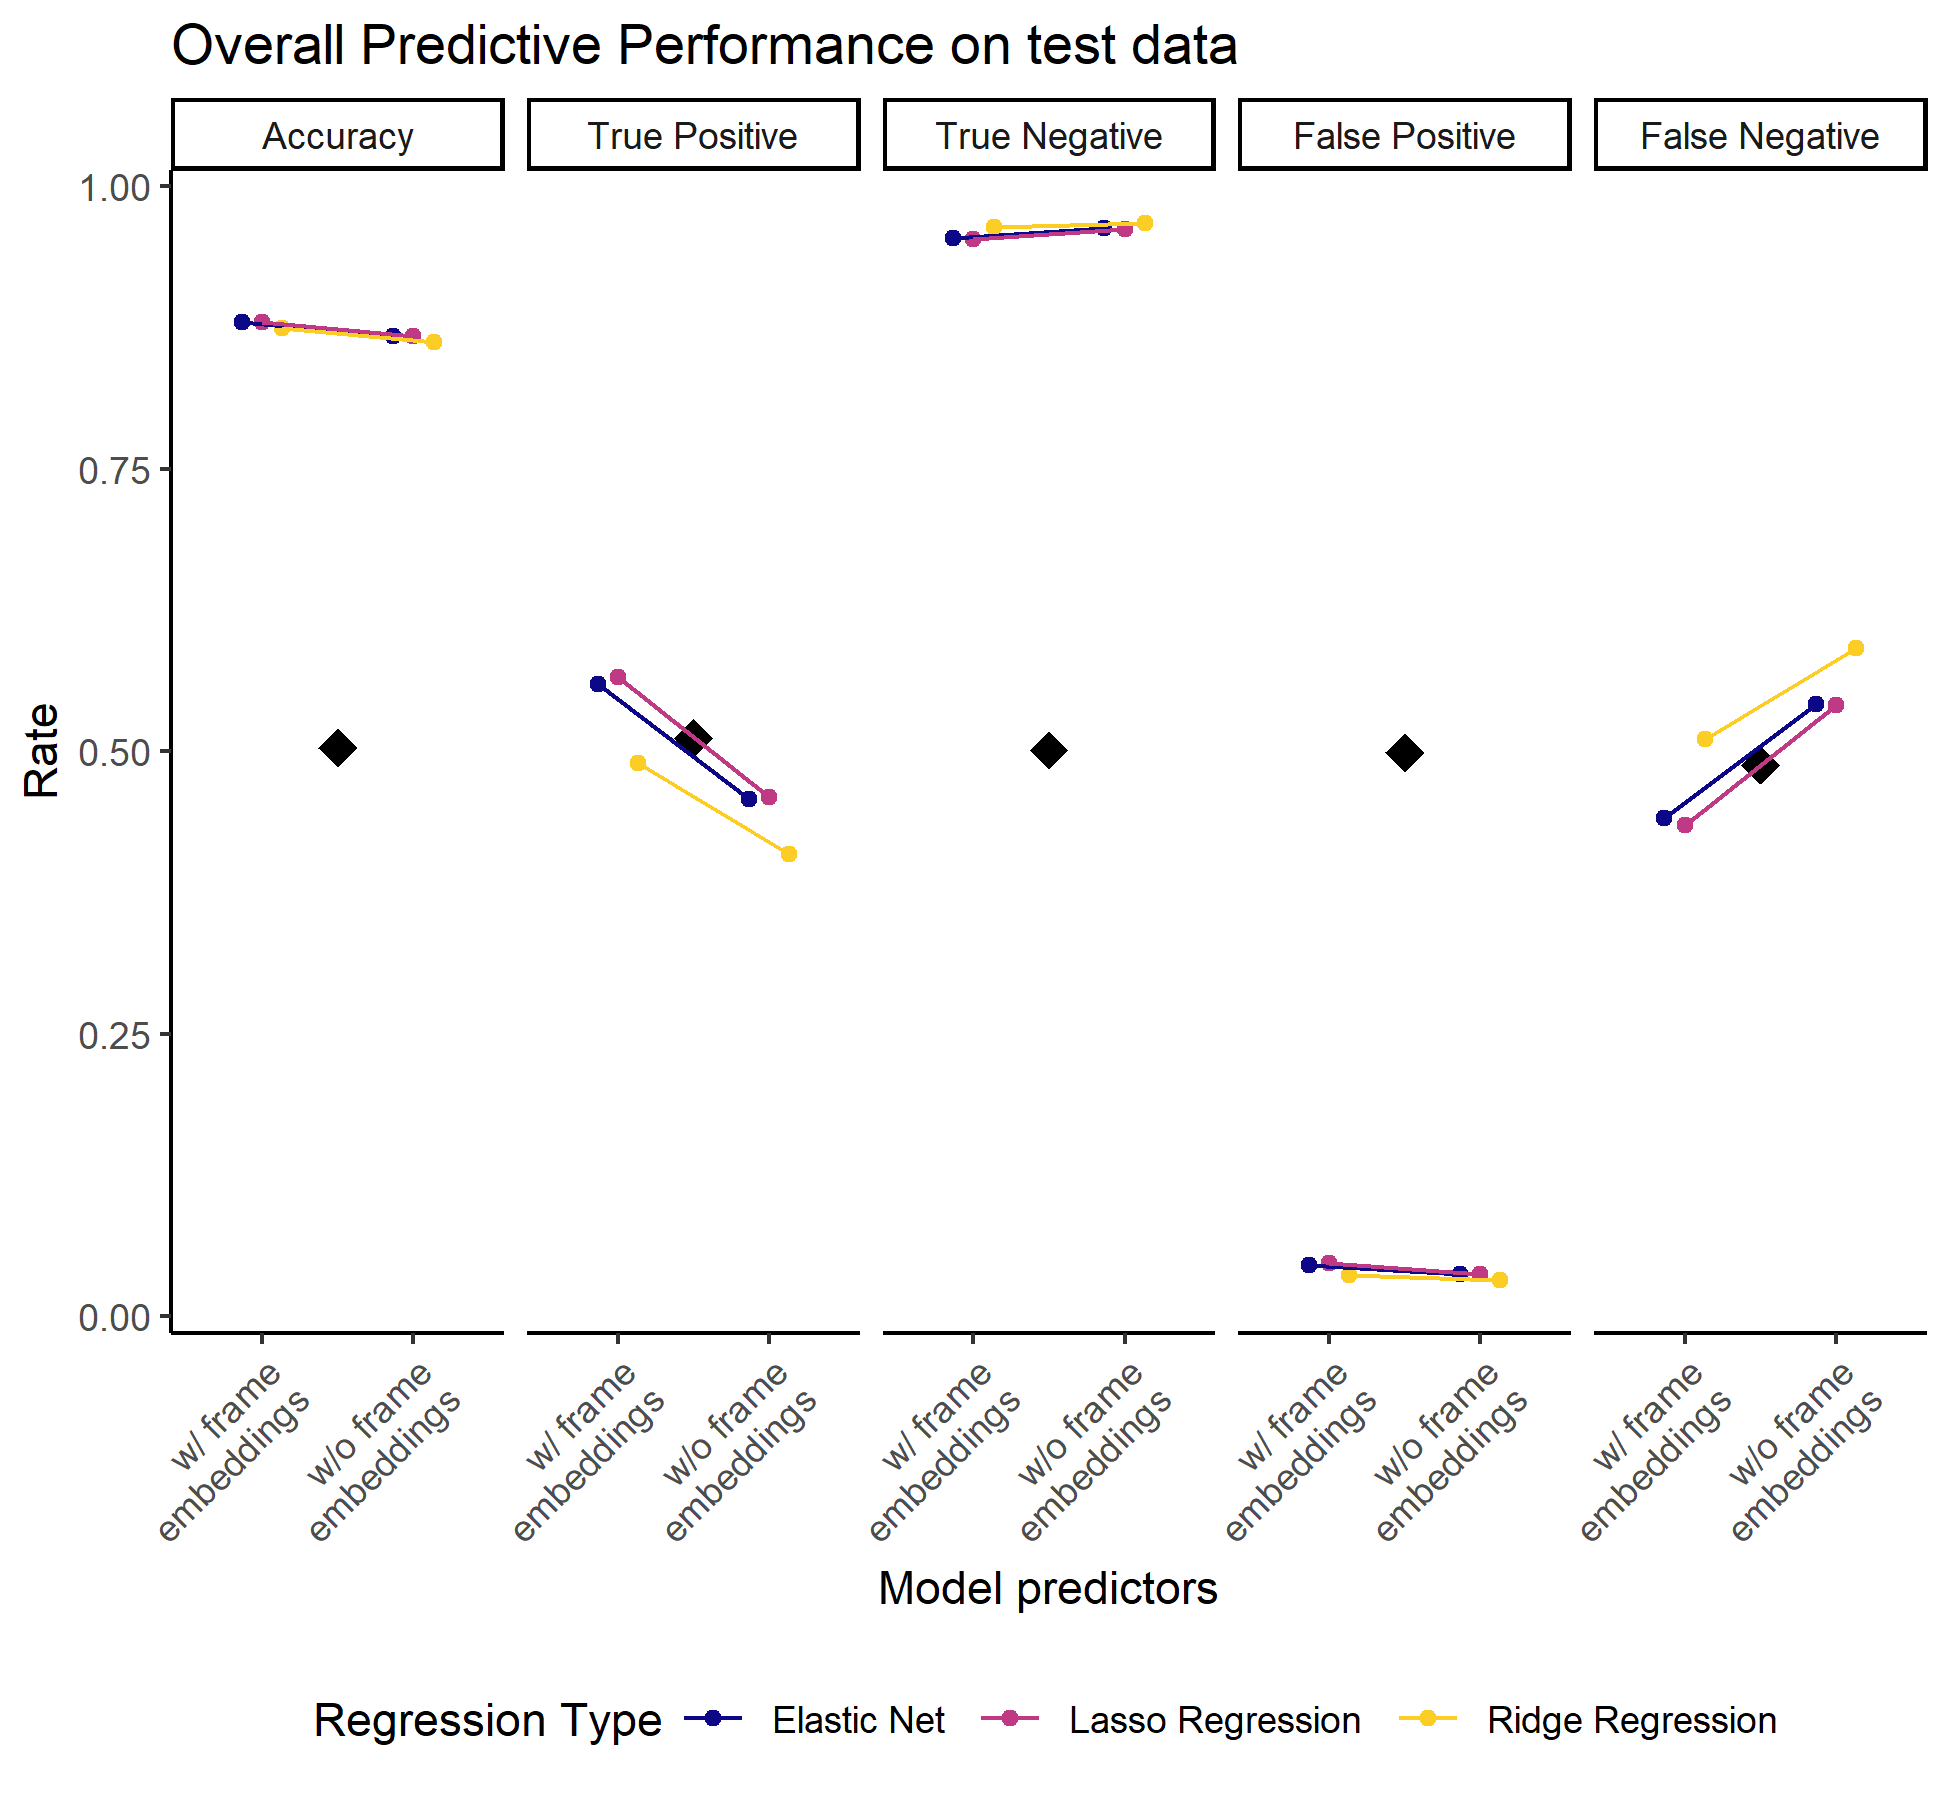 Overall Predictive Performance on test data
Accuracy
True Positive
True Negative
False Positive
False Negative
1.00
0.75
0.50
0.25
0.00
Rate
w/ frame
embeddings
w/o frame
embeddings
w/ frame
embeddings
w/o frame
embeddings
w/ frame
embeddings
w/o frame
embeddings
w/ frame
embeddings
w/o frame
embeddings
w/ frame
embeddings
w/o frame
embeddings
Model predictors
Regression Type
Elastic Net
Lasso Regression
Ridge Regression